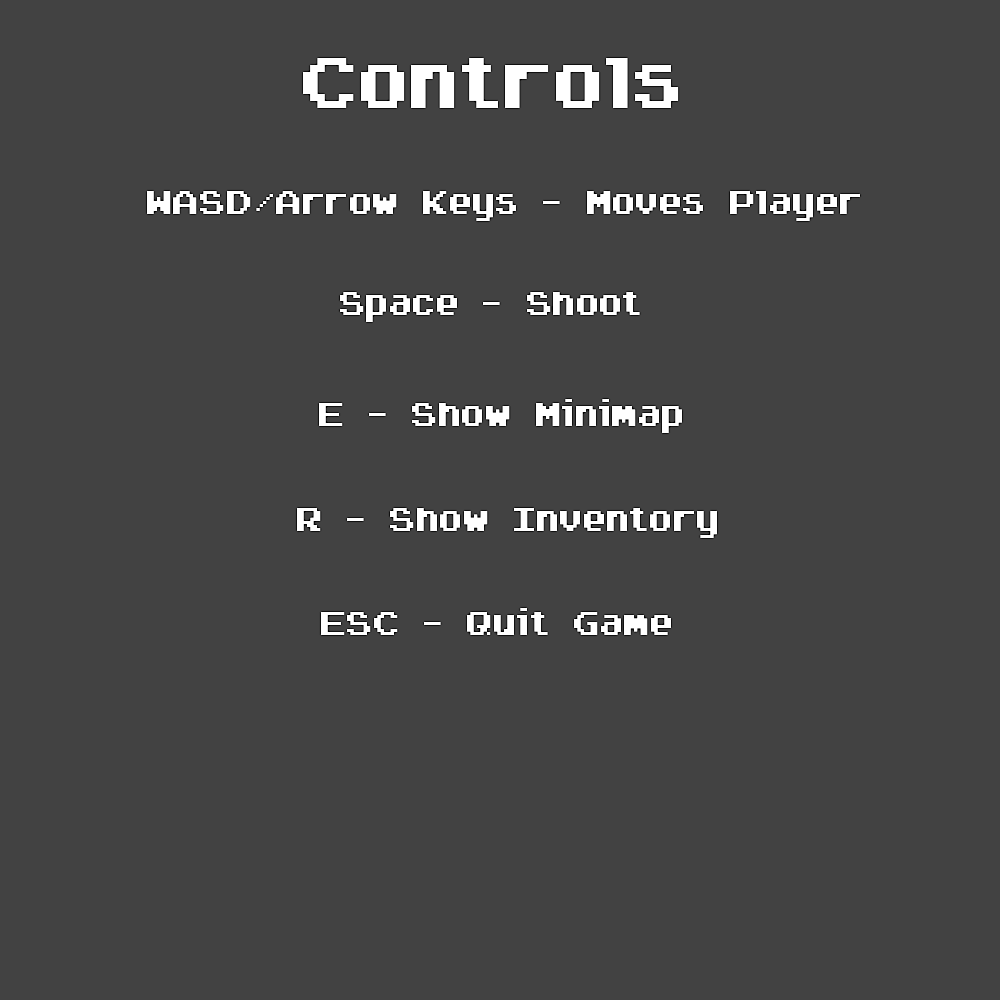 Controls
WASD/Arrow Keys - Moves Player
Space - Shoot
E - Show Minimap
R - Show Inventory
ESC - Quit Game